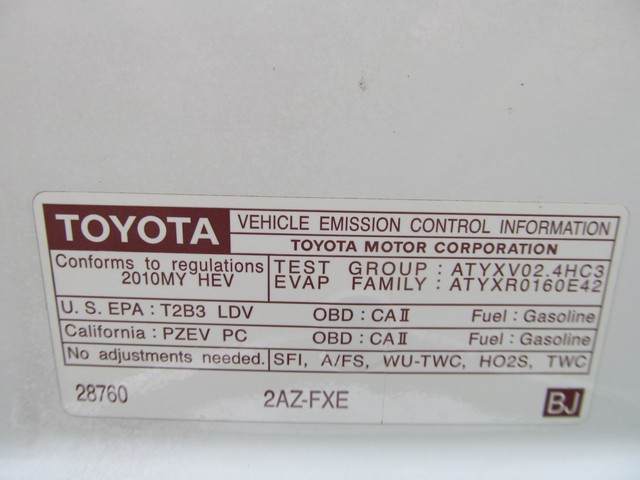 TOYOTA VEHICLE EMISSION CONTROL INFORMATION
TOYOTA MOTOR CORPORATION
Conforms to regulations
2010MY HEV
TEST GROUP : ATYXV02.4HC3
EVAP FAMILY : ATYXR0160E42
U. S. EPA : T2B3 LDV OBD : CAⅡ Fuel : Gasoline
California : PZEV PC OBD : CAⅡ Fuel : Gasoline
No adjustments needed. SFI, A/FS, WU-TWC, HO2S, TWC
28760 2AZ-FXE BJ